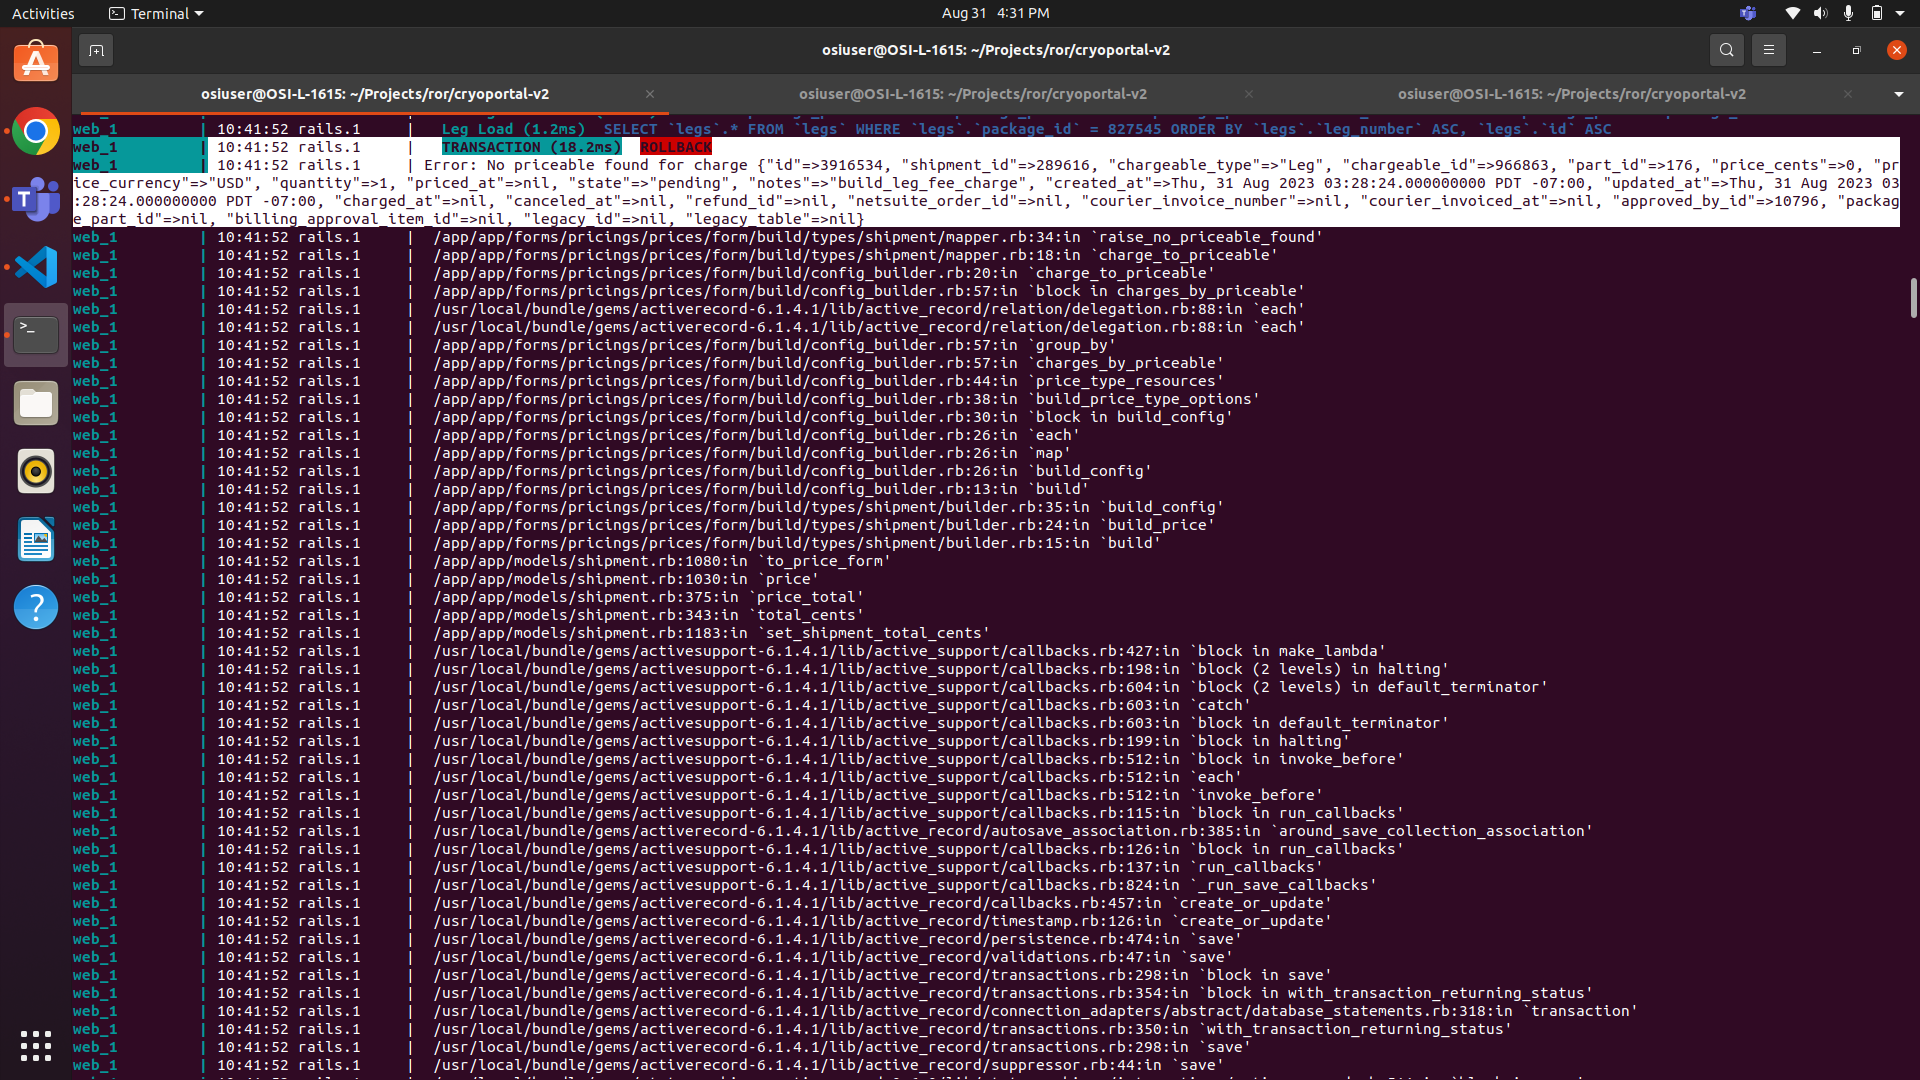 Activities
Terminal
Aug 31 4:31 PM
osiuser@OSI-L-1615: ~/Projects/ror/cryoportal-v2
osiuser@OSI-L-1615: ~/Projects/ror/cryoportal-v2
osiuser@OSI-L-1615: ~/Projects/ror/cryoportal-v2
osiuser@OSI-L-1615: ~/Projects/ror/cryoportal-v2
web_1 | 10:41:52 rails.1 | Leg Load (1.2ms) SELECT `legs`.* FROM `legs` WHERE `legs`.`package_id` = 827545 ORDER BY `legs`.`leg_number` ASC, `legs`.`id` ASC
web_1 | 10:41:52 rails.1 | TRANSACTION (18.2ms) ROLLBACK
web_1 | 10:41:52 rails.1 | Error: No priceable found for charge {"id"=>3916534, "shipment_id"=>289616, "chargeable_type"=>"Leg", "chargeable_id"=>966863, "part_id"=>176, "price_cents"=>0, "pr
ice_currency"=>"USD", "quantity"=>1, "priced_at"=>nil, "state"=>"pending", "notes"=>"build_leg_fee_charge", "created_at"=>Thu, 31 Aug 2023 03:28:24.000000000 PDT -07:00, "updated_at"=>Thu, 31 Aug 2023 03
:28:24.000000000 PDT -07:00, "charged_at"=>nil, "canceled_at"=>nil, "refund_id"=>nil, "netsuite_order_id"=>nil, "courier_invoice_number"=>nil, "courier_invoiced_at"=>nil, "approved_by_id"=>10796, "packag
e_part_id"=>nil, "billing_approval_item_id"=>nil, "legacy_id"=>nil, "legacy_table"=>nil}
web_1 | 10:41:52 rails.1 | /app/app/forms/pricings/prices/form/build/types/shipment/mapper.rb:34:in `raise_no_priceable_found'
web_1 | 10:41:52 rails.1 | /app/app/forms/pricings/prices/form/build/types/shipment/mapper.rb:18:in `charge_to_priceable'
web_1 | 10:41:52 rails.1 | /app/app/forms/pricings/prices/form/build/config_builder.rb:20:in `charge_to_priceable'
web_1 | 10:41:52 rails.1 | /app/app/forms/pricings/prices/form/build/config_builder.rb:57:in `block in charges_by_priceable'
web_1 | 10:41:52 rails.1 | /usr/local/bundle/gems/activerecord-6.1.4.1/lib/active_record/relation/delegation.rb:88:in `each'
web_1 | 10:41:52 rails.1 | /usr/local/bundle/gems/activerecord-6.1.4.1/lib/active_record/relation/delegation.rb:88:in `each'
web_1 | 10:41:52 rails.1 | /app/app/forms/pricings/prices/form/build/config_builder.rb:57:in `group_by'
web_1 | 10:41:52 rails.1 | /app/app/forms/pricings/prices/form/build/config_builder.rb:57:in `charges_by_priceable'
web_1 | 10:41:52 rails.1 | /app/app/forms/pricings/prices/form/build/config_builder.rb:44:in `price_type_resources'
web_1 | 10:41:52 rails.1 | /app/app/forms/pricings/prices/form/build/config_builder.rb:38:in `build_price_type_options'
web_1 | 10:41:52 rails.1 | /app/app/forms/pricings/prices/form/build/config_builder.rb:30:in `block in build_config'
web_1 | 10:41:52 rails.1 | /app/app/forms/pricings/prices/form/build/config_builder.rb:26:in `each'
web_1 | 10:41:52 rails.1 | /app/app/forms/pricings/prices/form/build/config_builder.rb:26:in `map'
web_1 | 10:41:52 rails.1 | /app/app/forms/pricings/prices/form/build/config_builder.rb:26:in `build_config'
web_1 | 10:41:52 rails.1 | /app/app/forms/pricings/prices/form/build/config_builder.rb:13:in `build'
web_1 | 10:41:52 rails.1 | /app/app/forms/pricings/prices/form/build/types/shipment/builder.rb:35:in `build_config'
web_1 | 10:41:52 rails.1 | /app/app/forms/pricings/prices/form/build/types/shipment/builder.rb:24:in `build_price'
web_1 | 10:41:52 rails.1 | /app/app/forms/pricings/prices/form/build/types/shipment/builder.rb:15:in `build'
web_1 | 10:41:52 rails.1 | /app/app/models/shipment.rb:1080:in `to_price_form'
web_1 | 10:41:52 rails.1 | /app/app/models/shipment.rb:1030:in `price'
web_1 | 10:41:52 rails.1 | /app/app/models/shipment.rb:375:in `price_total'
web_1 | 10:41:52 rails.1 | /app/app/models/shipment.rb:343:in `total_cents'
web_1 | 10:41:52 rails.1 | /app/app/models/shipment.rb:1183:in `set_shipment_total_cents'
web_1 | 10:41:52 rails.1 | /usr/local/bundle/gems/activesupport-6.1.4.1/lib/active_support/callbacks.rb:427:in `block in make_lambda'
web_1 | 10:41:52 rails.1 | /usr/local/bundle/gems/activesupport-6.1.4.1/lib/active_support/callbacks.rb:198:in `block (2 levels) in halting'
web_1 | 10:41:52 rails.1 | /usr/local/bundle/gems/activesupport-6.1.4.1/lib/active_support/callbacks.rb:604:in `block (2 levels) in default_terminator'
web_1 | 10:41:52 rails.1 | /usr/local/bundle/gems/activesupport-6.1.4.1/lib/active_support/callbacks.rb:603:in `catch'
web_1 | 10:41:52 rails.1 | /usr/local/bundle/gems/activesupport-6.1.4.1/lib/active_support/callbacks.rb:603:in `block in default_terminator'
web_1 | 10:41:52 rails.1 | /usr/local/bundle/gems/activesupport-6.1.4.1/lib/active_support/callbacks.rb:199:in `block in halting'
web_1 | 10:41:52 rails.1 | /usr/local/bundle/gems/activesupport-6.1.4.1/lib/active_support/callbacks.rb:512:in `block in invoke_before'
web_1 | 10:41:52 rails.1 | /usr/local/bundle/gems/activesupport-6.1.4.1/lib/active_support/callbacks.rb:512:in `each'
web_1 | 10:41:52 rails.1 | /usr/local/bundle/gems/activesupport-6.1.4.1/lib/active_support/callbacks.rb:512:in `invoke_before'
web_1 | 10:41:52 rails.1 | /usr/local/bundle/gems/activesupport-6.1.4.1/lib/active_support/callbacks.rb:115:in `block in run_callbacks'
web_1 | 10:41:52 rails.1 | /usr/local/bundle/gems/activerecord-6.1.4.1/lib/active_record/autosave_association.rb:385:in `around_save_collection_association'
web_1 | 10:41:52 rails.1 | /usr/local/bundle/gems/activesupport-6.1.4.1/lib/active_support/callbacks.rb:126:in `block in run_callbacks'
web_1 | 10:41:52 rails.1 | /usr/local/bundle/gems/activesupport-6.1.4.1/lib/active_support/callbacks.rb:137:in `run_callbacks'
web_1 | 10:41:52 rails.1 | /usr/local/bundle/gems/activesupport-6.1.4.1/lib/active_support/callbacks.rb:824:in `_run_save_callbacks'
web_1 | 10:41:52 rails.1 | /usr/local/bundle/gems/activerecord-6.1.4.1/lib/active_record/callbacks.rb:457:in `create_or_update'
web_1 | 10:41:52 rails.1 | /usr/local/bundle/gems/activerecord-6.1.4.1/lib/active_record/timestamp.rb:126:in `create_or_update'
web_1 | 10:41:52 rails.1 | /usr/local/bundle/gems/activerecord-6.1.4.1/lib/active_record/persistence.rb:474:in `save'
web_1 | 10:41:52 rails.1 | /usr/local/bundle/gems/activerecord-6.1.4.1/lib/active_record/validations.rb:47:in `save'
web_1 | 10:41:52 rails.1 | /usr/local/bundle/gems/activerecord-6.1.4.1/lib/active_record/transactions.rb:298:in `block in save'
web_1 | 10:41:52 rails.1 | /usr/local/bundle/gems/activerecord-6.1.4.1/lib/active_record/transactions.rb:354:in `block in with_transaction_returning_status'
web_1 | 10:41:52 rails.1 | /usr/local/bundle/gems/activerecord-6.1.4.1/lib/active_record/connection_adapters/abstract/database_statements.rb:318:in `transaction'
web_1 | 10:41:52 rails.1 | /usr/local/bundle/gems/activerecord-6.1.4.1/lib/active_record/transactions.rb:350:in `with_transaction_returning_status'
web_1 | 10:41:52 rails.1 | /usr/local/bundle/gems/activerecord-6.1.4.1/lib/active_record/transactions.rb:298:in `save'
web_1 | 10:41:52 rails.1 | /usr/local/bundle/gems/activerecord-6.1.4.1/lib/active_record/suppressor.rb:44:in `save'